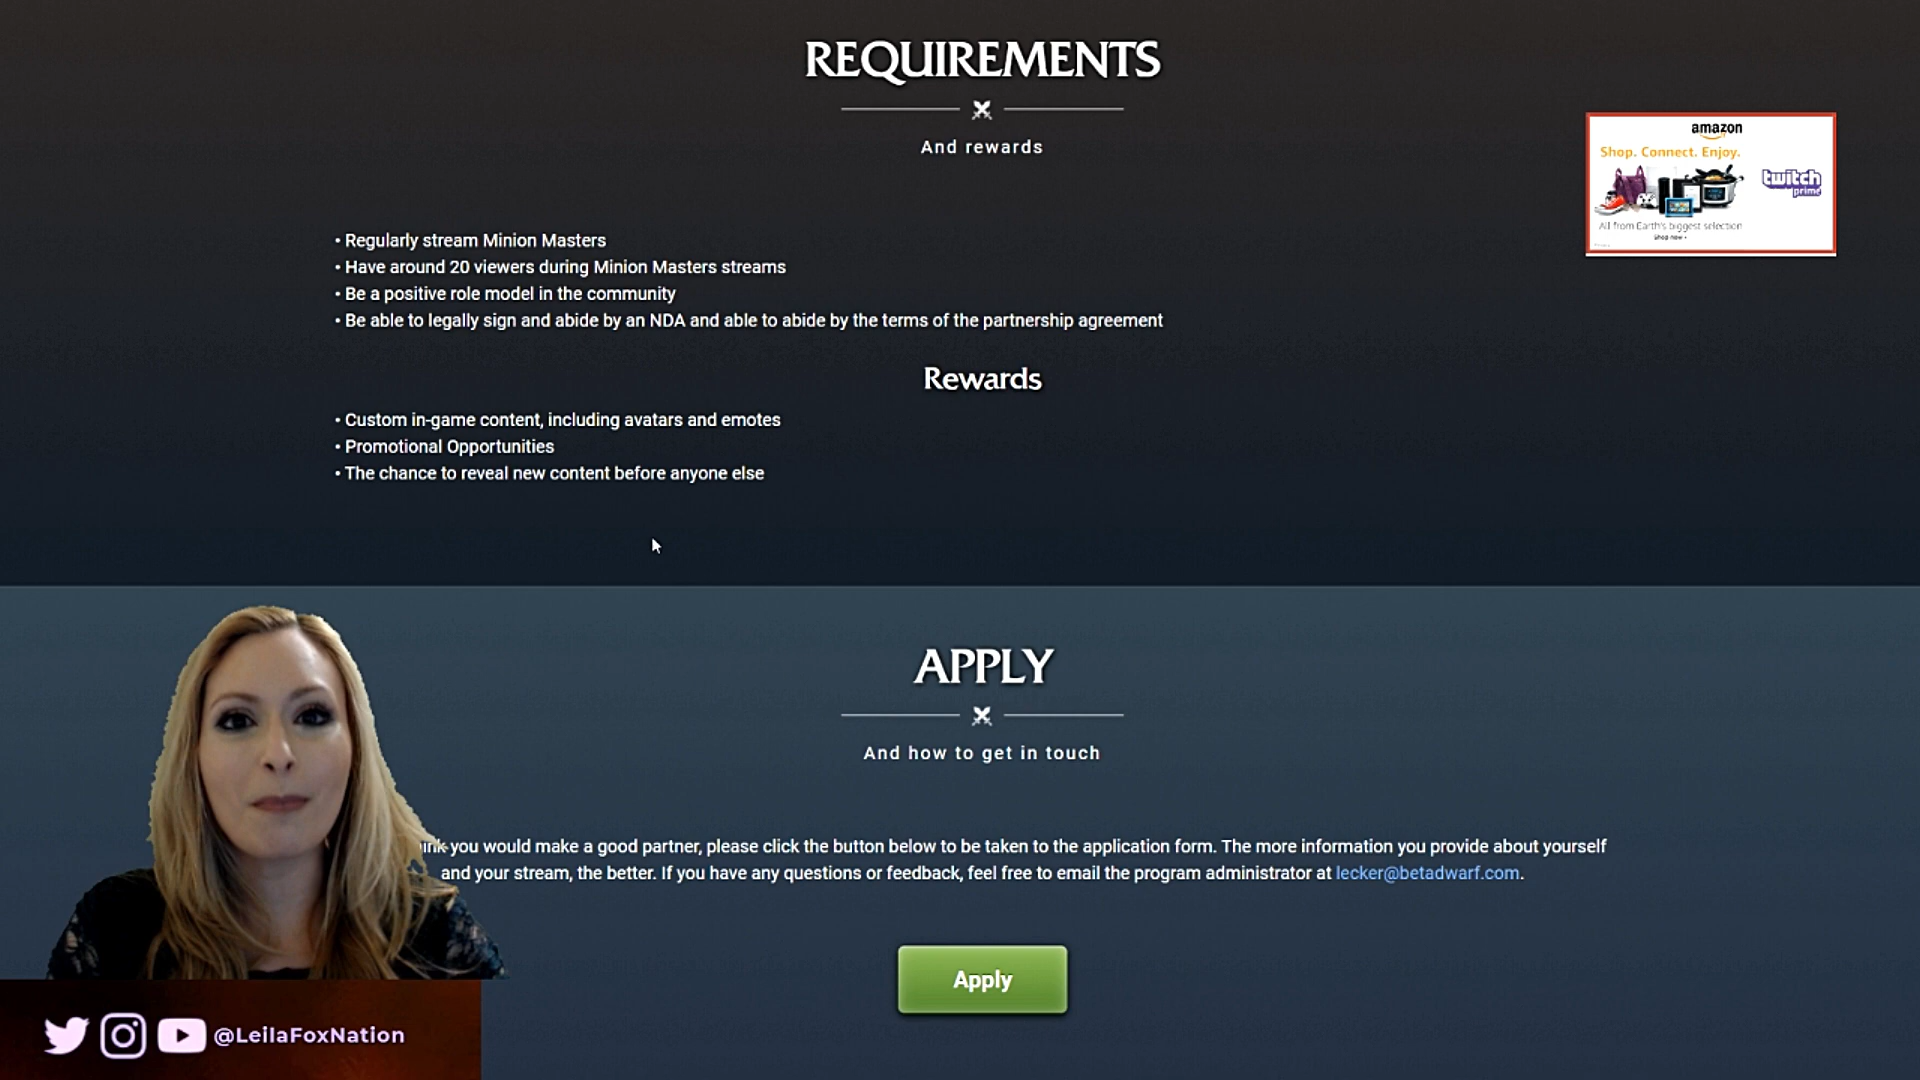 REQUIREMENTS
And rewards
amazon
Shop. Connect. Enjoy.
twitch
prime
All from Earth's biggest selection
Shop now
• Regularly stream Minion Masters
• Have around 20 viewers during Minion Masters streams
• Be a positive role model in the community
• Be able to legally sign and abide by an NDA and able to abide by the terms of the partnership agreement
Rewards
• Custom in-game content, including avatars and emotes
• Promotional Opportunities
• The chance to reveal new content before anyone else
APPLY
And how to get in touch
you would make a good partner, please click the button below to be taken to the application form. The more information you provide about yourself
and your stream, the better. If you have any questions or feedback, feel free to email the program administrator at lecker@betadwarf.com.
Apply
@LeilaFoxNation